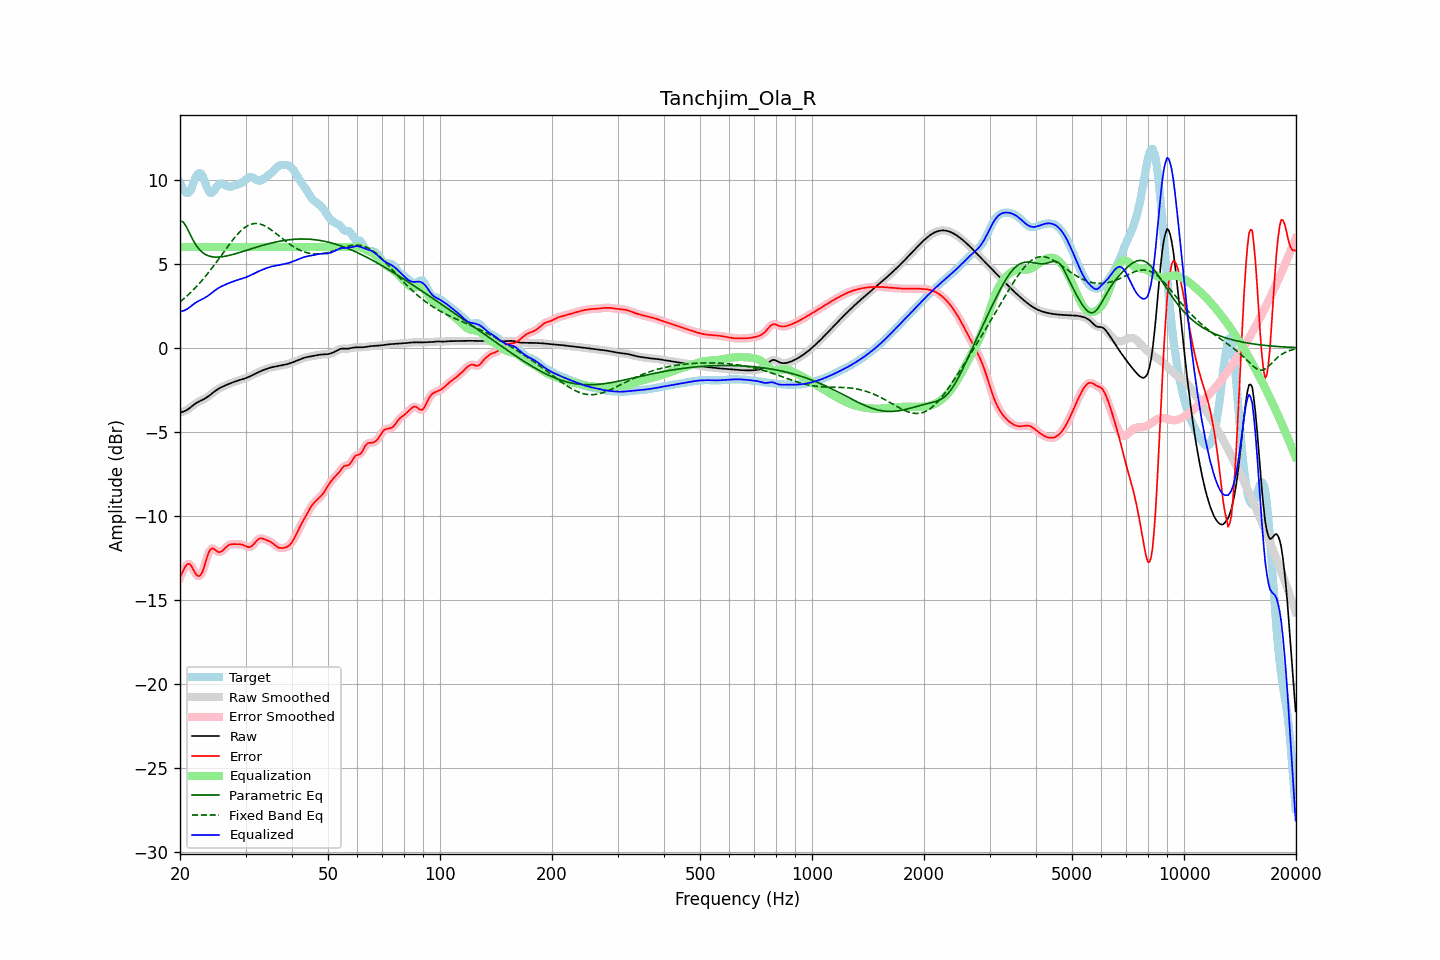 Tanchjim_Ola_R
Amplitude (dBr)
10
5
0
−5
−10
−15
−20
−25
−30
Target
Raw Smoothed
Error Smoothed
Raw
Error
Equalization
Parametric Eq
Fixed Band Eq
Equalized
20 50 100 200 500 1000 2000 5000 10000 20000
Frequency (Hz)